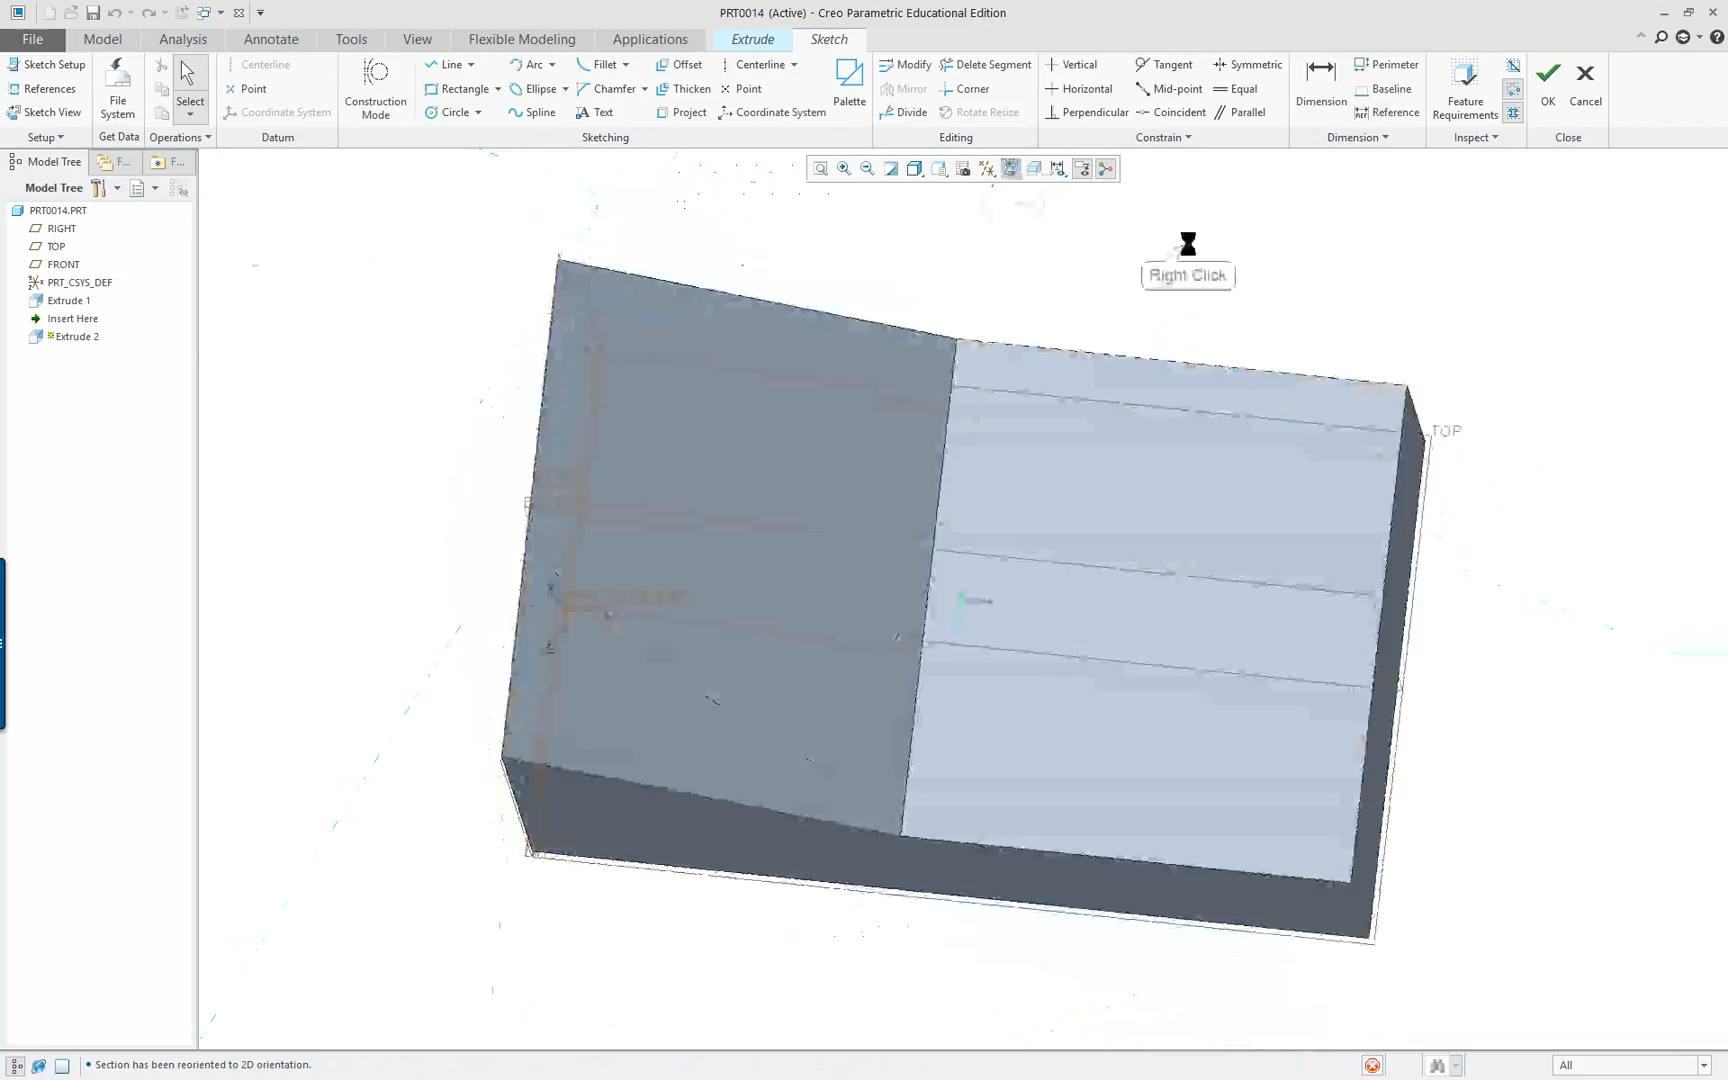 PRT0014 (Active) - Creo Parametric Educational Edition
File Model Analysis Annotate Tools View Flexible Modeling Applications Extrude Sketch
Sketch Setup
References
Sketch View
Setup
File System
Get Data
Select
Operations
Centerline
Point
Coordinate System
Datum
Construction Mode
Line Arc Fillet Offset Centerline
Rectangle Ellipse Chamfer Thicken Point
Circle Spline Text Project Coordinate System
Palette
Sketching
Modify Delete Segment
Mirror Corner
Divide Rotate Resize
Editing
Vertical Tangent Symmetric
Horizontal Mid-point Equal
Perpendicular Coincident Parallel
Constrain
Dimension
Perimeter
Baseline
Reference
Dimension
Feature Requirements
Inspect
OK
Cancel
Close
Model Tree F... F...
Model Tree
PRT0014.PRT
RIGHT
TOP
FRONT
PRT_CSYS_DEF
Extrude 1
Insert Here
Extrude 2
Right Click
TOP
Section has been reoriented to 2D orientation.
All